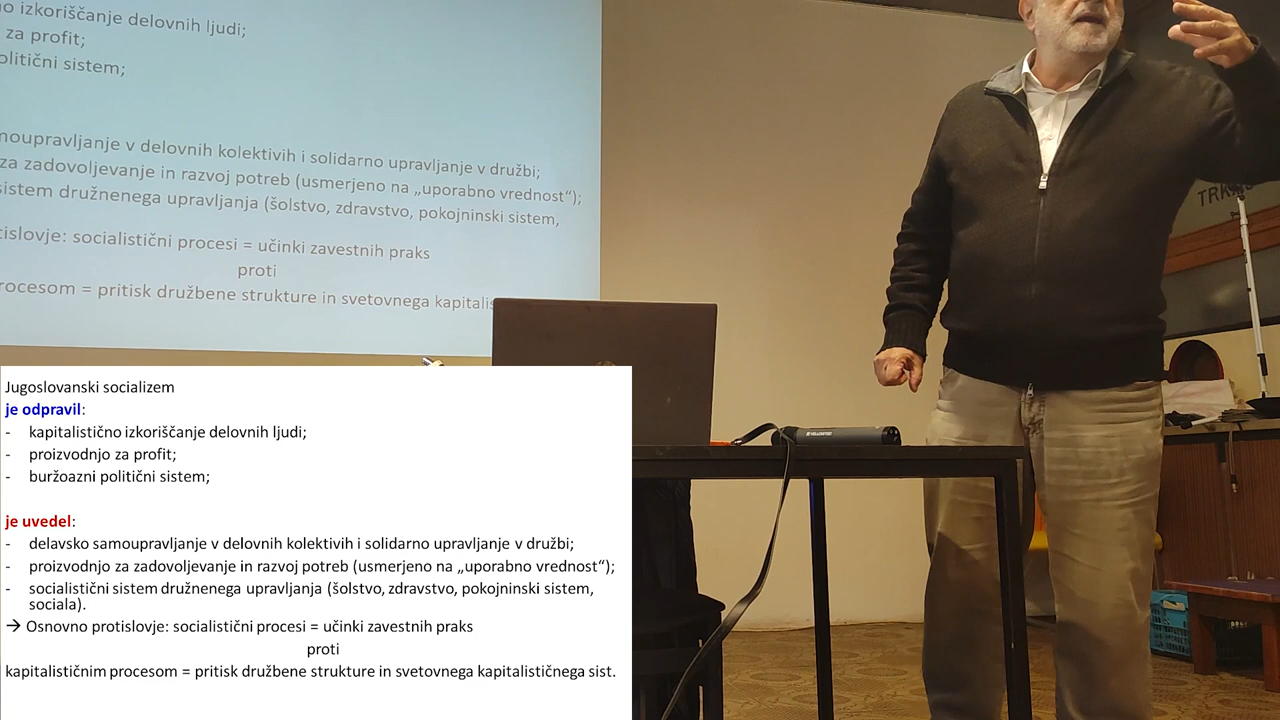 no izkoriščanje delovnih ljudi;
za profit;
olitični sistem;
moupravljanje v delovnih kolektivih i solidarno upravljanje v družbi;
za zadovoljevanje in razvoj potreb (usmerjeno na „uporabno vrednost“);
sistem družnenega upravljanja (šolstvo, zdravstvo, pokojninski sistem,
tislovje: socialistični procesi = učinki zavestnih praks
proti
rocesom = pritisk družbene strukture in svetovnega kapitalis
Jugoslovanski socializem
je odpravil:
- kapitalistično izkoriščanje delovnih ljudi;
- proizvodnjo za profit;
- buržoazni politični sistem;
je uvedel:
- delavsko samoupravljanje v delovnih kolektivih i solidarno upravljanje v družbi;
- proizvodnjo za zadovoljevanje in razvoj potreb (usmerjeno na „uporabno vrednost“);
- socialistični sistem družnenega upravljanja (šolstvo, zdravstvo, pokojninski sistem,
sociala).
→ Osnovno protislovje: socialistični procesi = učinki zavestnih praks
proti
kapitalističnim procesom = pritisk družbene strukture in svetovnega kapitalističnega sist.